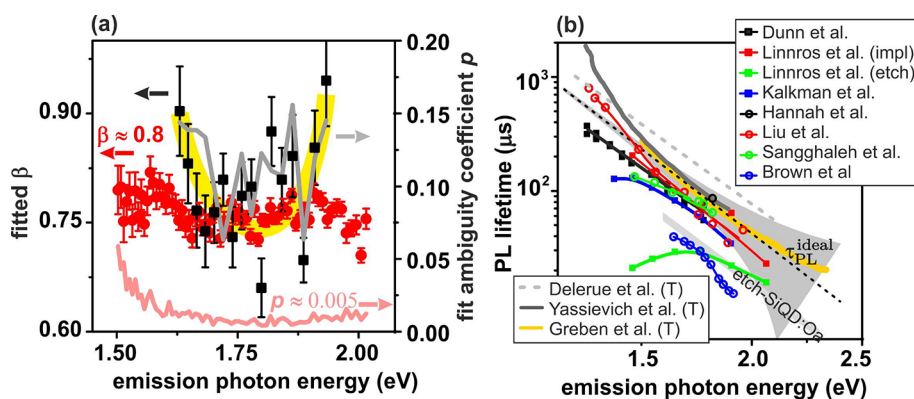 (a)
0.20
0.90
0.15
β ≈ 0.8
fitted β
0.75
0.10
fit ambiguity coefficient p
0.05
p ≈ 0.005
0.60
0.00
1.50
1.75
2.00
emission photon energy (eV)
(b)
Dunn et al.
Linnros et al. (impl)
Linnros et al. (etch)
Kalkman et al.
Hannah et al.
Liu et al.
Sangghaleh et al.
Brown et al
10³
PL lifetime (μs)
10²
τ_PL^ideal
etch-SiQD:Oa
Delerue et al. (T)
Yassievich et al. (T)
Greben et al. (T)
1.5
2.0
2.5
emission photon energy (eV)